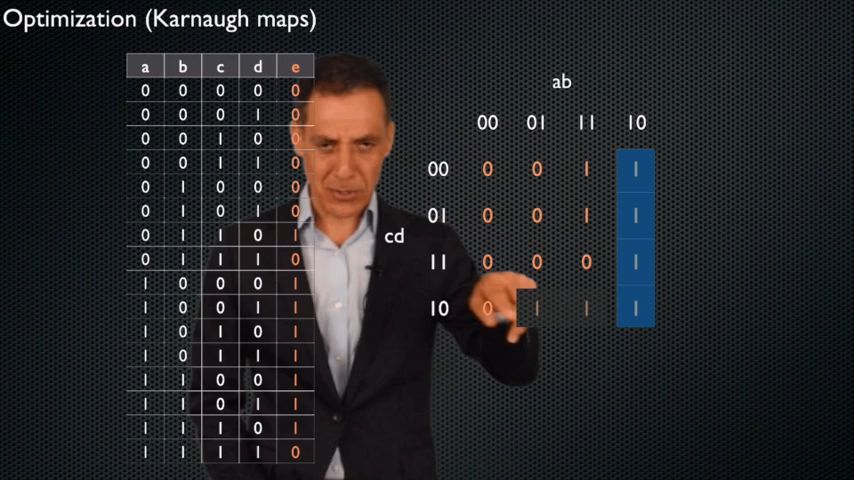 Optimization (Karnaugh maps)
a b c d e
0 0 0 0 0
0 0 0 1 0
0 0 1 0 0
0 0 1 1 0
0 1 0 0 0
0 1 0 1 0
0 1 1 0 1
0 1 1 1 0
1 0 0 0 1
1 0 0 1 1
1 0 1 0 1
1 0 1 1 1
1 1 0 0 1
1 1 0 1 1
1 1 1 0 1
1 1 1 1 0
ab
00 01 11 10
00 0 0 1 1
01 0 0 1 1
cd
11 0 0 0 1
10 0 1 1 1